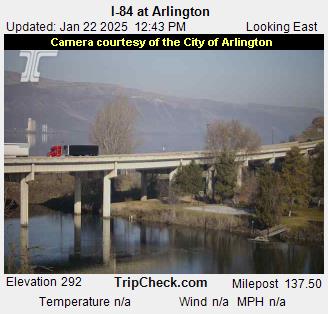 I-84 at Arlington
Updated: Jan 22 2025 12:43 PM Looking East
Camera courtesy of the City of Arlington
Elevation 292 TripCheck.com Milepost 137.50
Temperature n/a Wind n/a MPH n/a